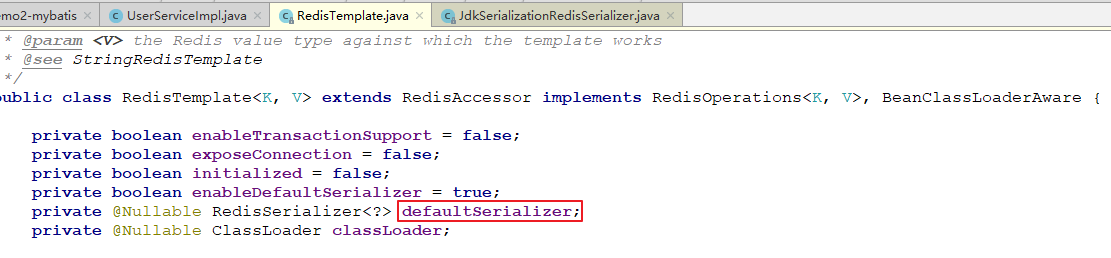 emo2-mybatis × UserServiceImpl.java × RedisTemplate.java × JdkSerializationRedisSerializer.java ×
* @param <V> the Redis value type against which the template works
* @see StringRedisTemplate
*/
public class RedisTemplate<K, V> extends RedisAccessor implements RedisOperations<K, V>, BeanClassLoaderAware {
private boolean enableTransactionSupport = false;
private boolean exposeConnection = false;
private boolean initialized = false;
private boolean enableDefaultSerializer = true;
private @Nullable RedisSerializer<?> defaultSerializer;
private @Nullable ClassLoader classLoader;